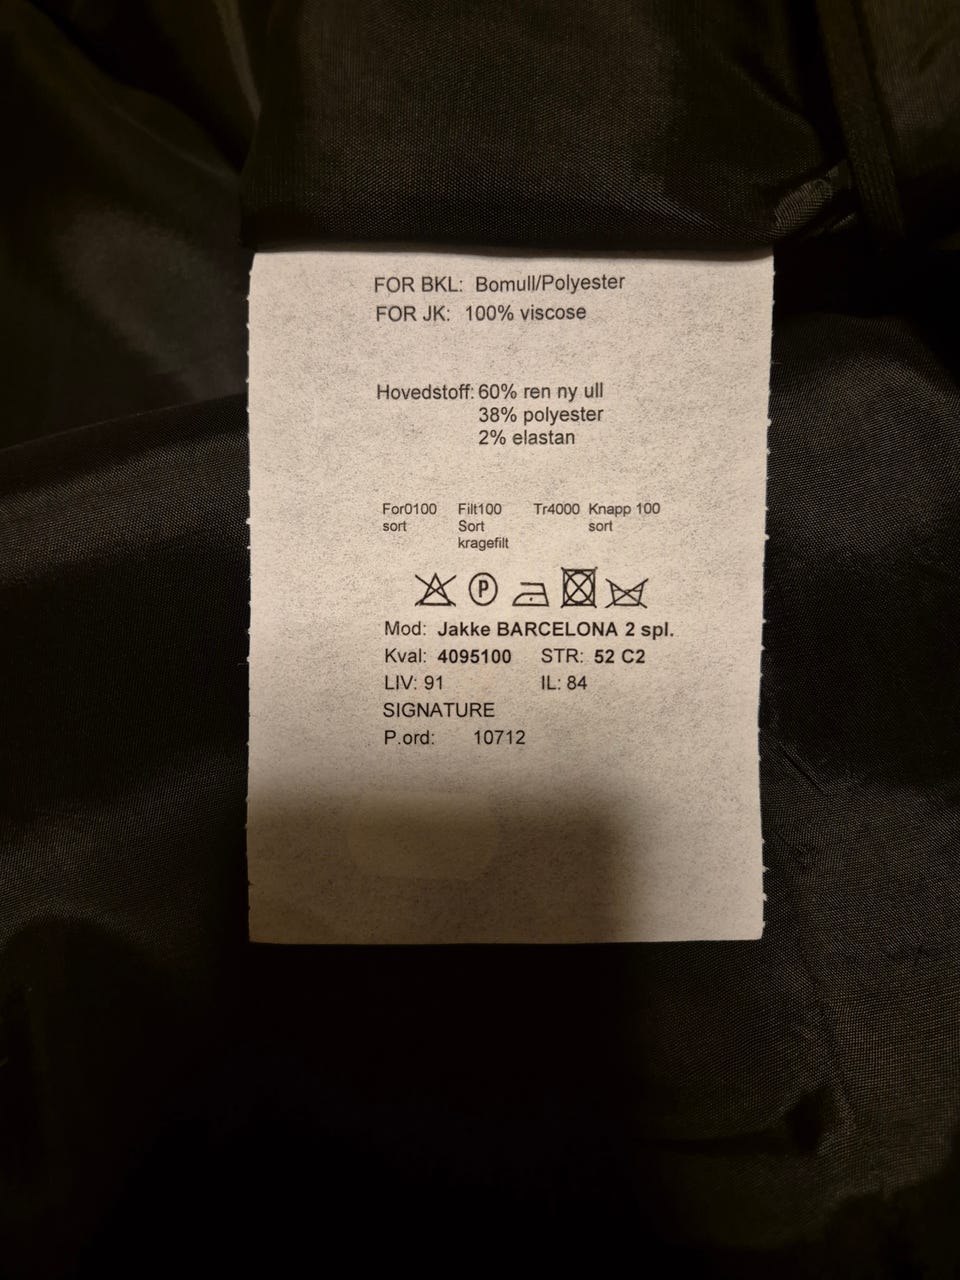 FOR BKL: Bomull/Polyester
FOR JK: 100% viscose
Hovedstoff: 60% ren ny ull
38% polyester
2% elastan
For0100 Filt100 Tr4000 Knapp 100
sort Sort sort
kragefilt
P
Mod: Jakke BARCELONA 2 spl.
Kval: 4095100 STR: 52 C2
LIV: 91 IL: 84
SIGNATURE
P.ord: 10712